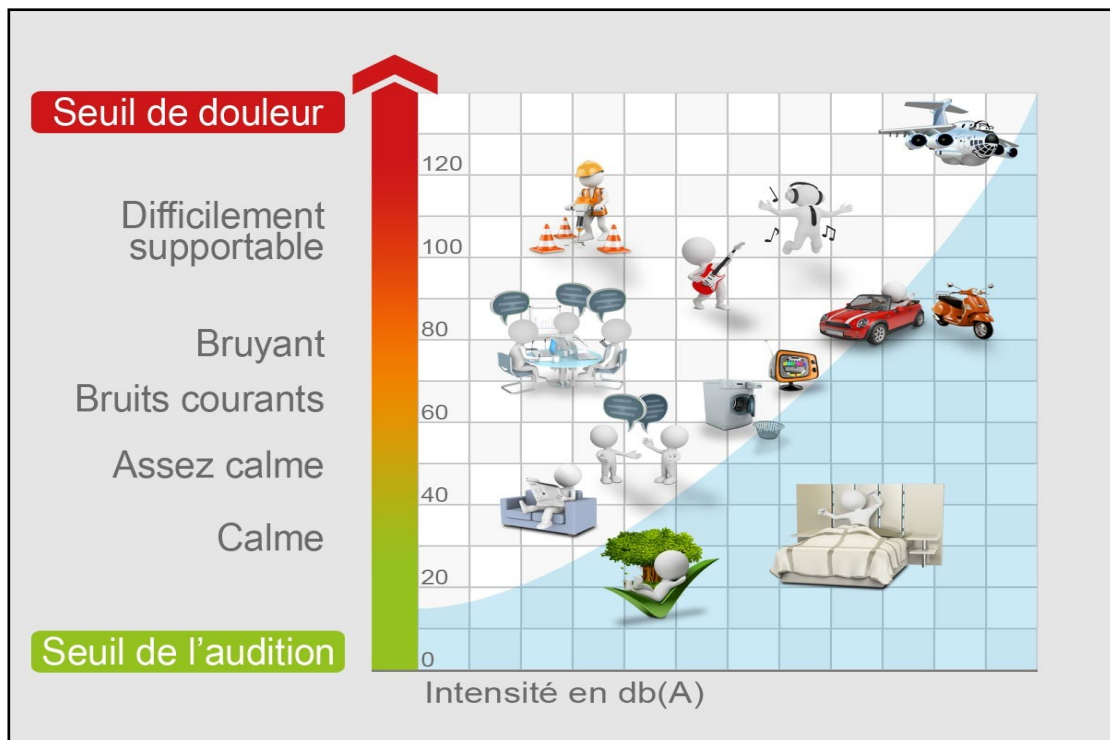 Seuil de douleur
120
Difficilement
supportable
100
80
Bruyant
Bruits courants
60
Assez calme
40
Calme
20
Seuil de l'audition
0
Intensité en db(A)